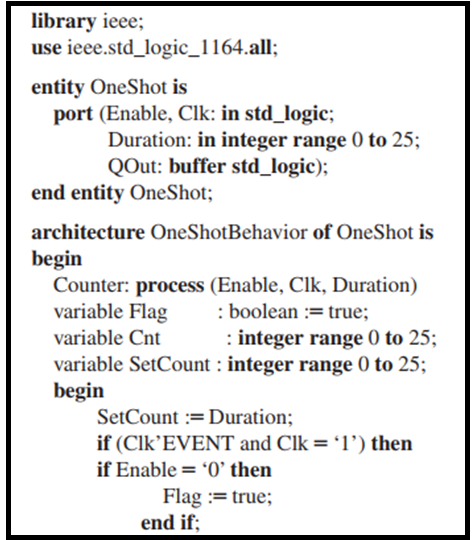 library ieee;
use ieee.std_logic_1164.all;
entity OneShot is
port (Enable, Clk: in std_logic;
Duration: in integer range 0 to 25;
QOut: buffer std_logic);
end entity OneShot;
architecture OneShotBehavior of OneShot is
begin
Counter: process (Enable, Clk, Duration)
variable Flag : boolean := true;
variable Cnt : integer range 0 to 25;
variable SetCount : integer range 0 to 25;
begin
SetCount := Duration;
if (Clk’EVENT and Clk = ‘1’) then
if Enable = ‘0’ then
Flag := true;
end if;